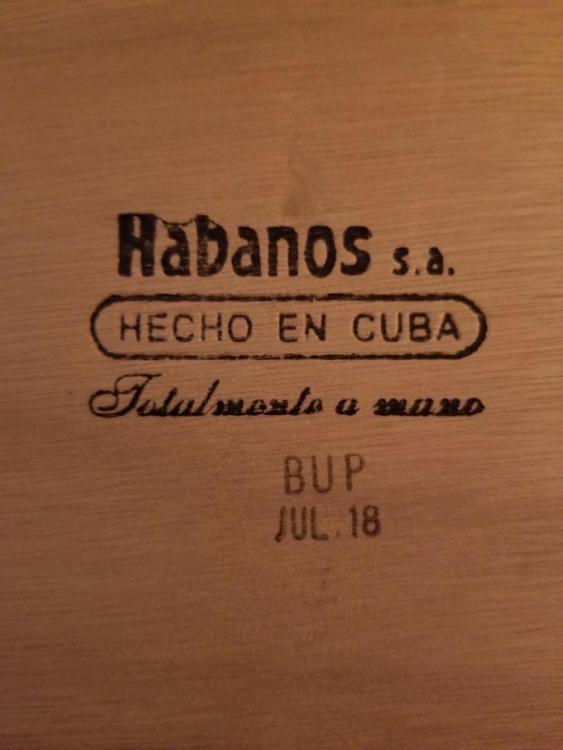 Habanos s.a.
HECHO EN CUBA
Totalmente a mano
BUP
JUL.18